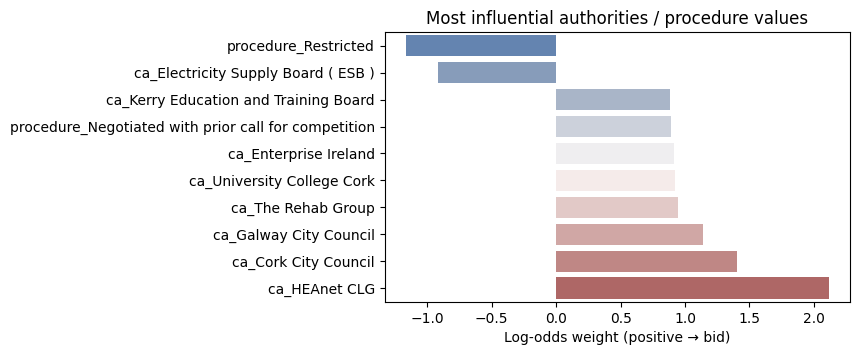 Most influential authorities / procedure values
procedure_Restricted
ca_Electricity Supply Board ( ESB )
ca_Kerry Education and Training Board
procedure_Negotiated with prior call for competition
ca_Enterprise Ireland
ca_University College Cork
ca_The Rehab Group
ca_Galway City Council
ca_Cork City Council
ca_HEAnet CLG
−1.0 −0.5 0.0 0.5 1.0 1.5 2.0
Log-odds weight (positive → bid)